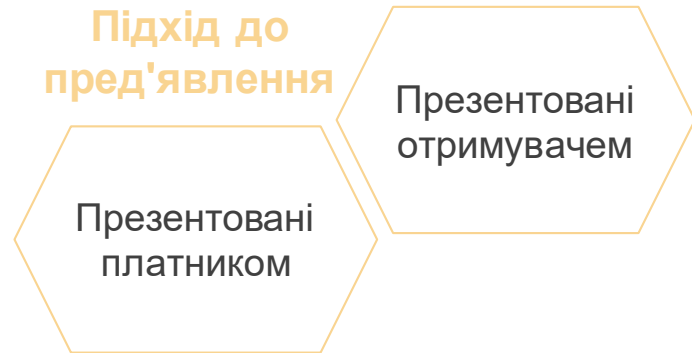 Підхід до
пред'явлення
Презентовані
отримувачем
Презентовані
платником